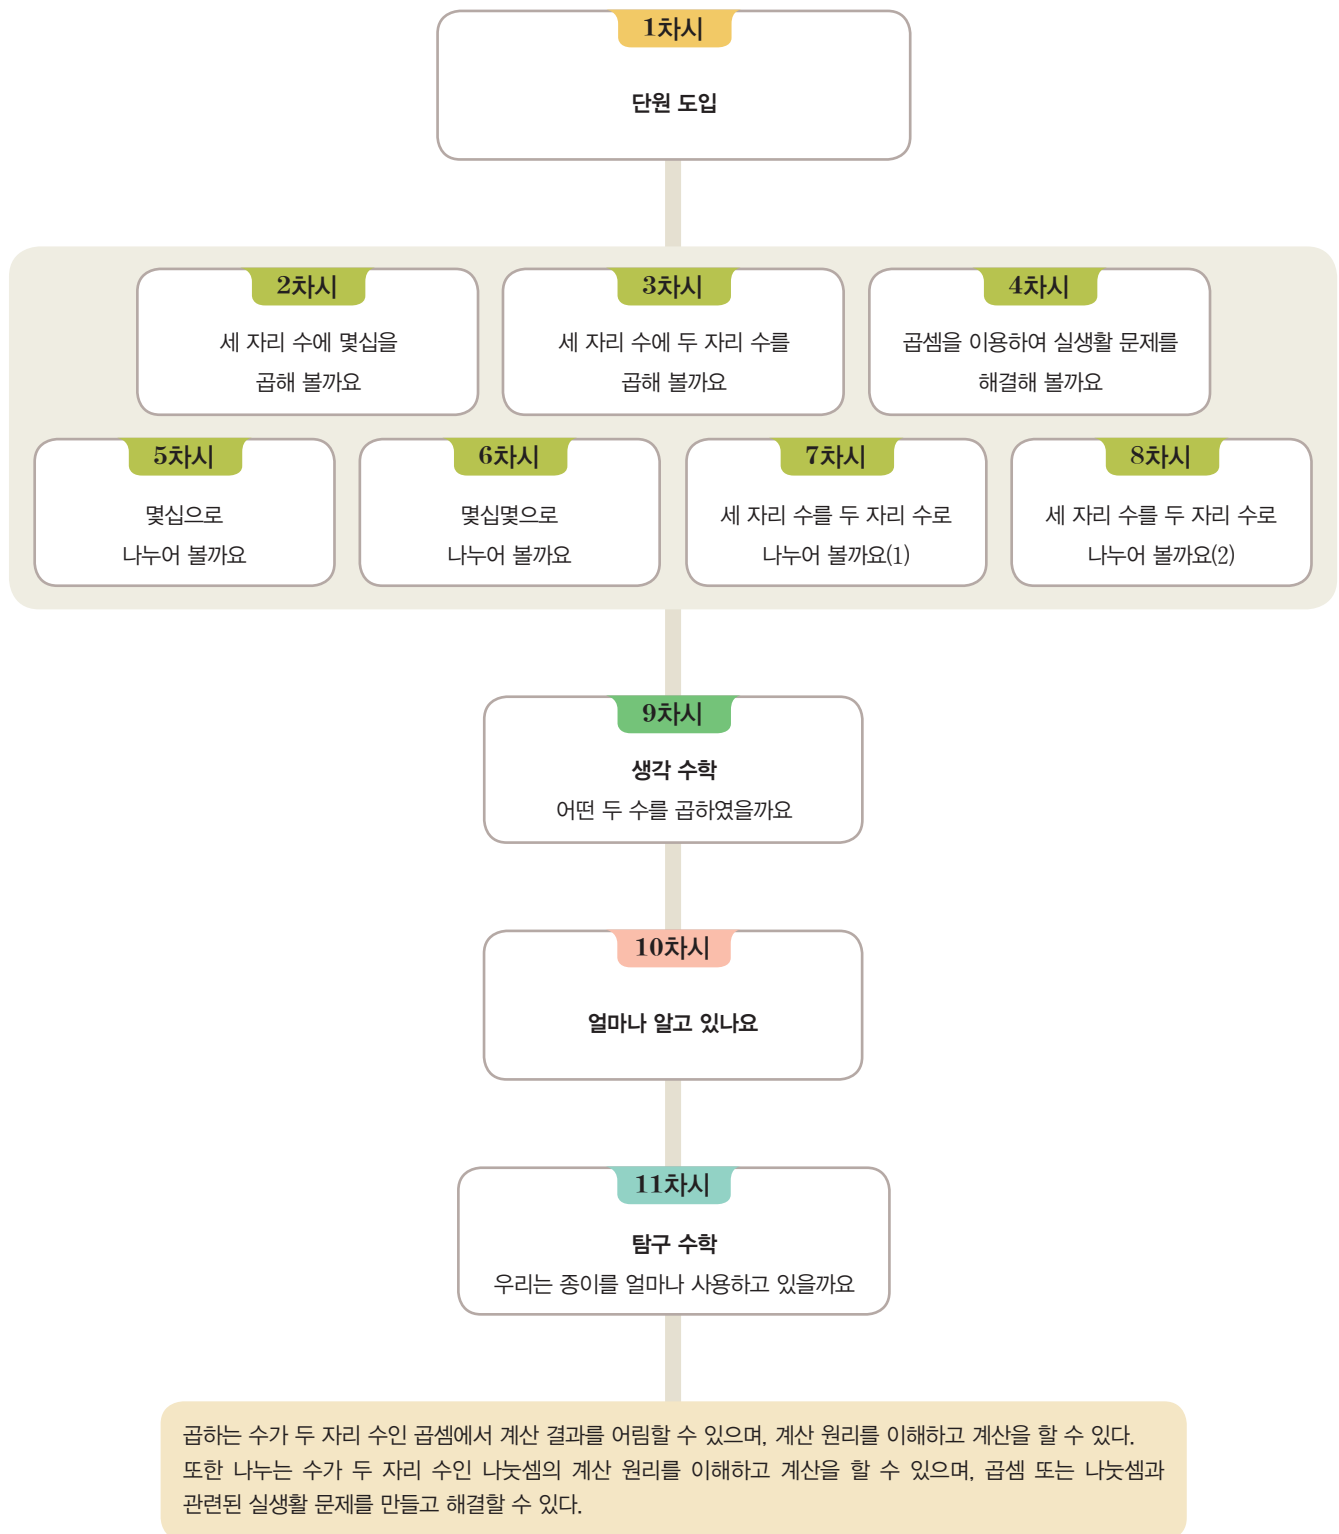 1차시
단원 도입
2차시
세 자리 수에 몇십을
곱해 볼까요
3차시
세 자리 수에 두 자리 수를
곱해 볼까요
4차시
곱셈을 이용하여 실생활 문제를
해결해 볼까요
5차시
몇십으로
나누어 볼까요
6차시
몇십몇으로
나누어 볼까요
7차시
세 자리 수를 두 자리 수로
나누어 볼까요(1)
8차시
세 자리 수를 두 자리 수로
나누어 볼까요(2)
9차시
생각 수학
어떤 두 수를 곱하였을까요
10차시
얼마나 알고 있나요
11차시
탐구 수학
우리는 종이를 얼마나 사용하고 있을까요
곱하는 수가 두 자리 수인 곱셈에서 계산 결과를 어림할 수 있으며, 계산 원리를 이해하고 계산을 할 수 있다.
또한 나누는 수가 두 자리 수인 나눗셈의 계산 원리를 이해하고 계산을 할 수 있으며, 곱셈 또는 나눗셈과
관련된 실생활 문제를 만들고 해결할 수 있다.